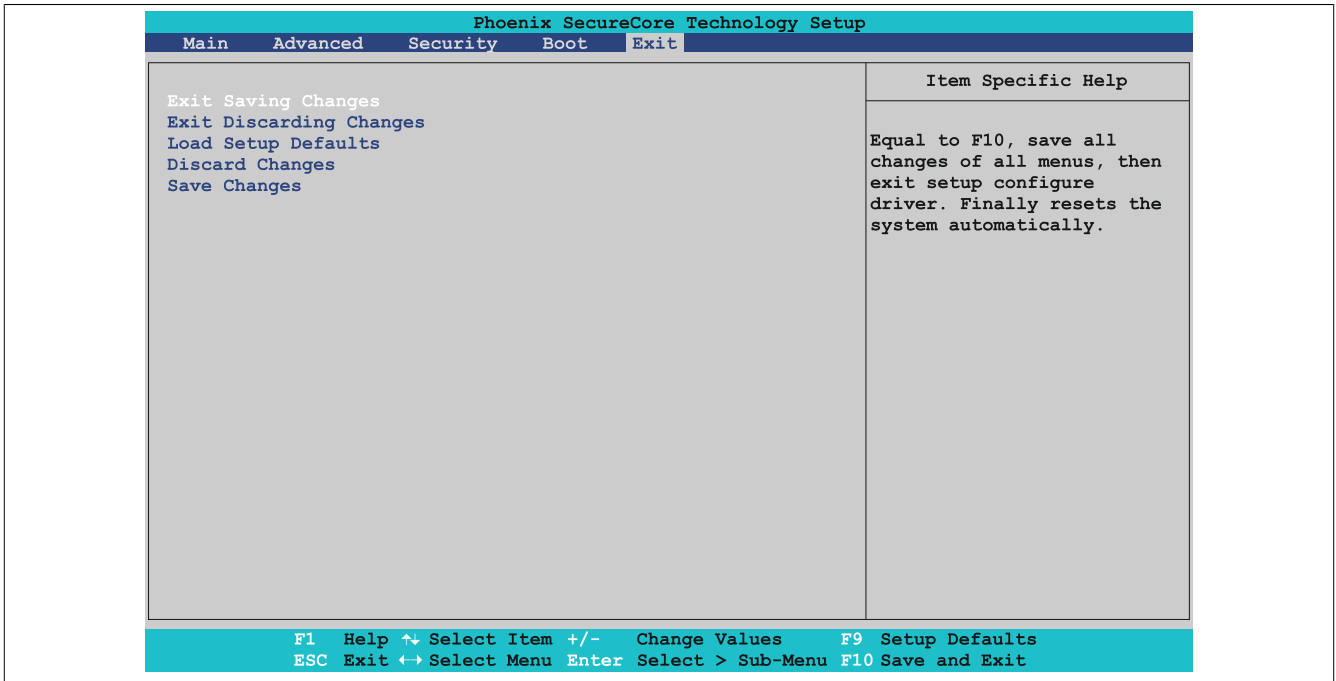 Phoenix SecureCore Technology Setup
Main Advanced Security Boot Exit
Exit Saving Changes
Exit Discarding Changes
Load Setup Defaults
Discard Changes
Save Changes
Item Specific Help
Equal to F10, save all
changes of all menus, then
exit setup configure
driver. Finally resets the
system automatically.
F1 Help ↑↓ Select Item +/- Change Values F9 Setup Defaults
ESC Exit ←→ Select Menu Enter Select > Sub-Menu F10 Save and Exit